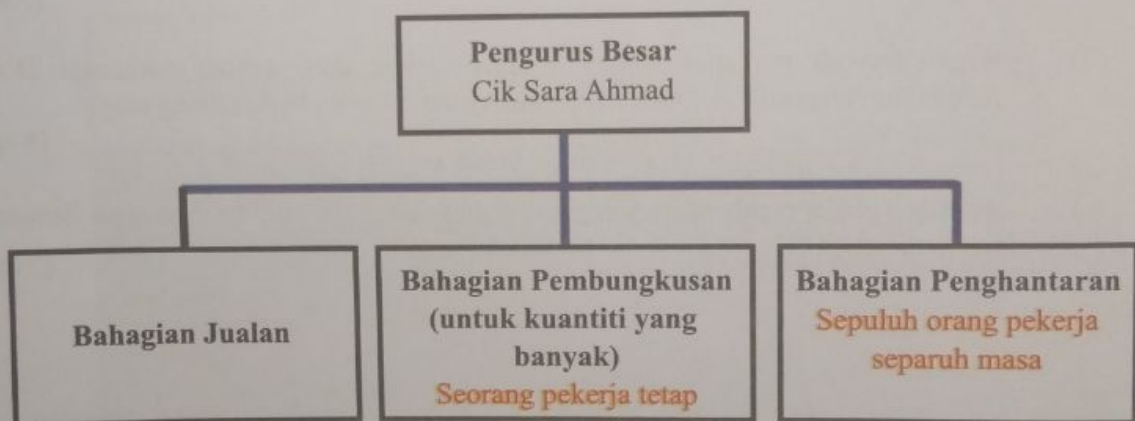 Pengurus Besar
Cik Sara Ahmad
Bahagian Jualan
Bahagian Pembungkusan
(untuk kuantiti yang
banyak)
Seorang pekerja tetap
Bahagian Penghantaran
Sepuluh orang pekerja
separuh masa